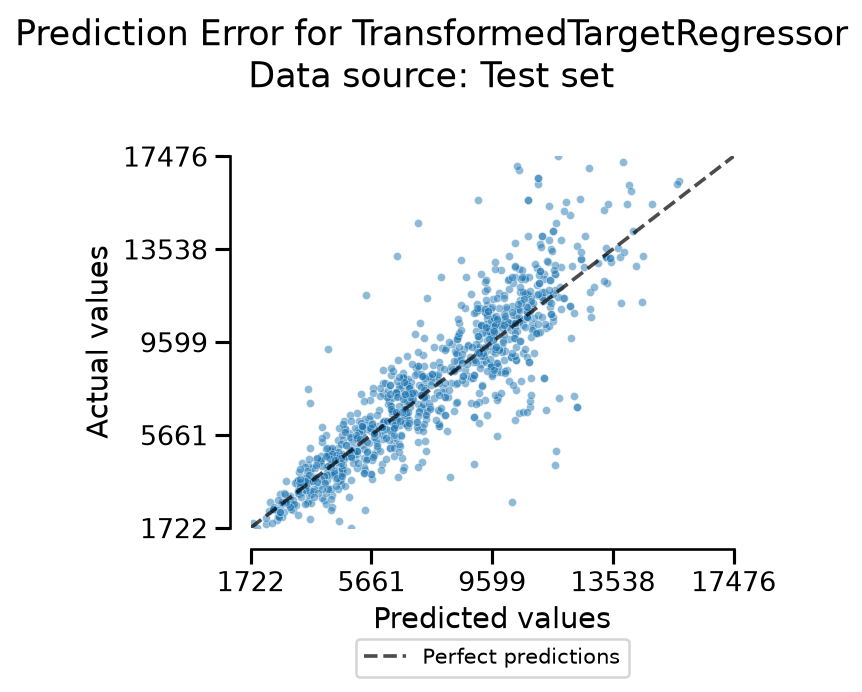 Prediction Error for TransformedTargetRegressor
Data source: Test set
17476
13538
9599
5661
1722
Actual values
1722 5661 9599 13538 17476
Predicted values
Perfect predictions